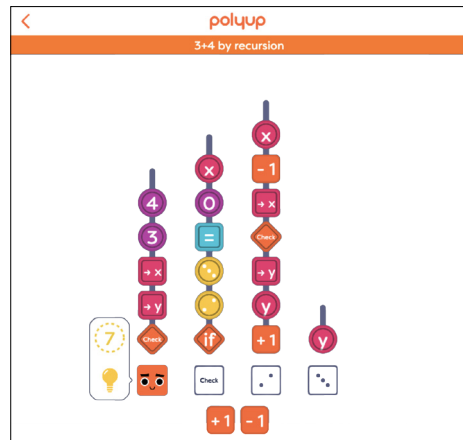 polyup
3+4 by recursion
x
x
-1
4
0
→ x
3
=
Check
→ x
→ y
→ y
y
7
Check
if
+1
y
Check
+1 -1